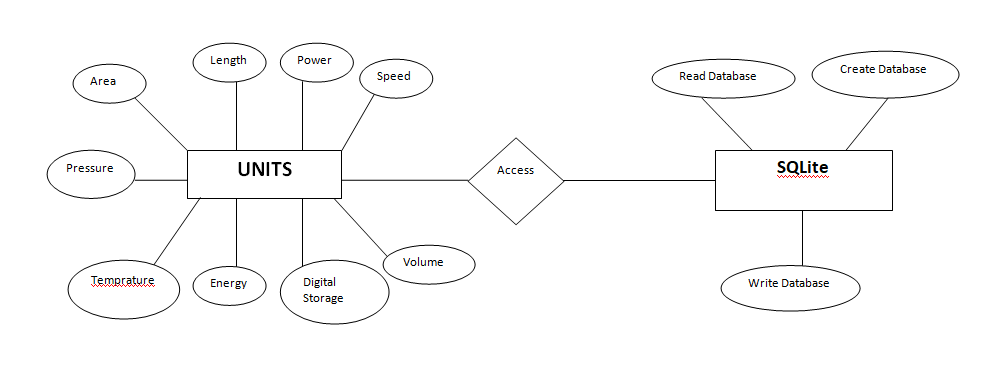 Length
Power
Speed
Area
Read Database
Create Database
Pressure
UNITS
Access
SQLite
Temprature
Energy
Digital
Storage
Volume
Write Database